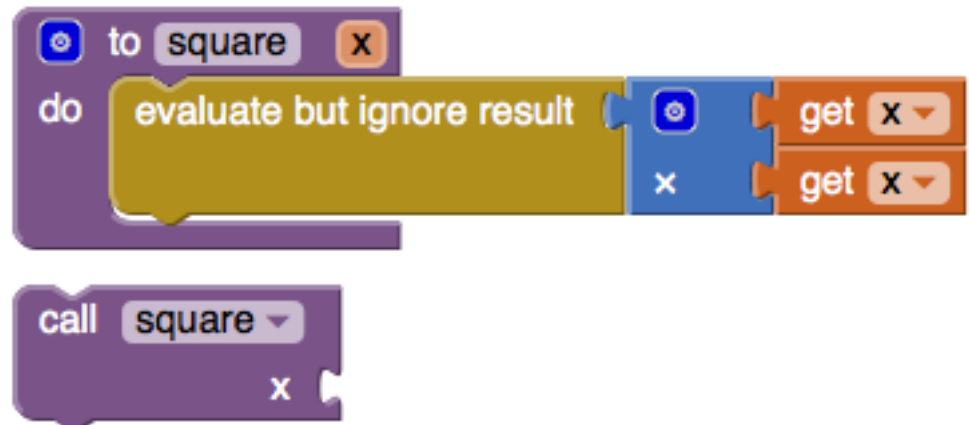 to square x
do evaluate but ignore result get x
× get x
call square
x